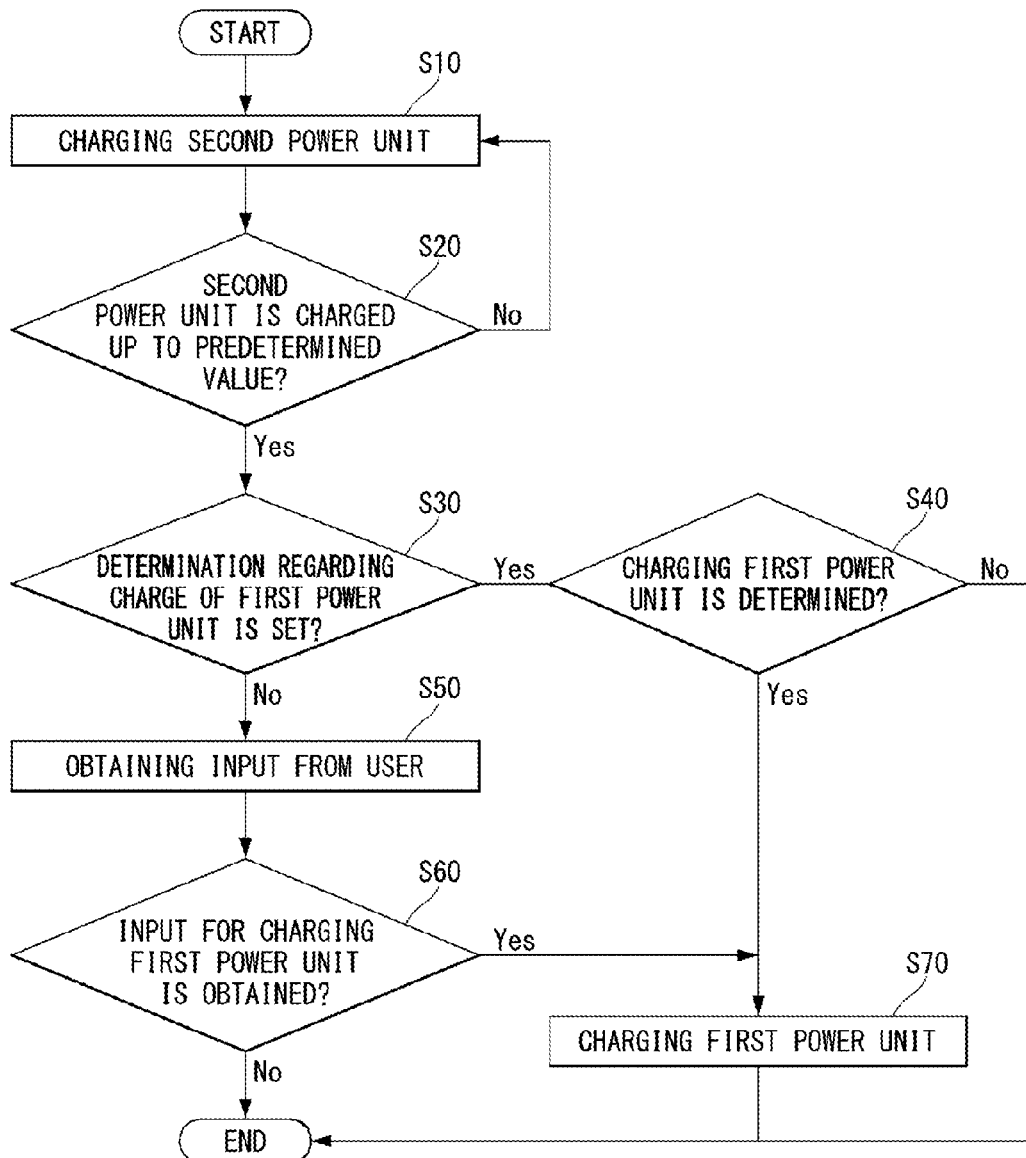 START
S10
CHARGING SECOND POWER UNIT
S20
SECOND
POWER UNIT IS CHARGED
UP TO PREDETERMINED
VALUE?
No
Yes
S30
DETERMINATION REGARDING
CHARGE OF FIRST POWER
UNIT IS SET?
Yes
S40
CHARGING FIRST POWER
UNIT IS DETERMINED?
No
No
Yes
S50
OBTAINING INPUT FROM USER
S60
INPUT FOR CHARGING
FIRST POWER UNIT
IS OBTAINED?
Yes
S70
CHARGING FIRST POWER UNIT
No
END